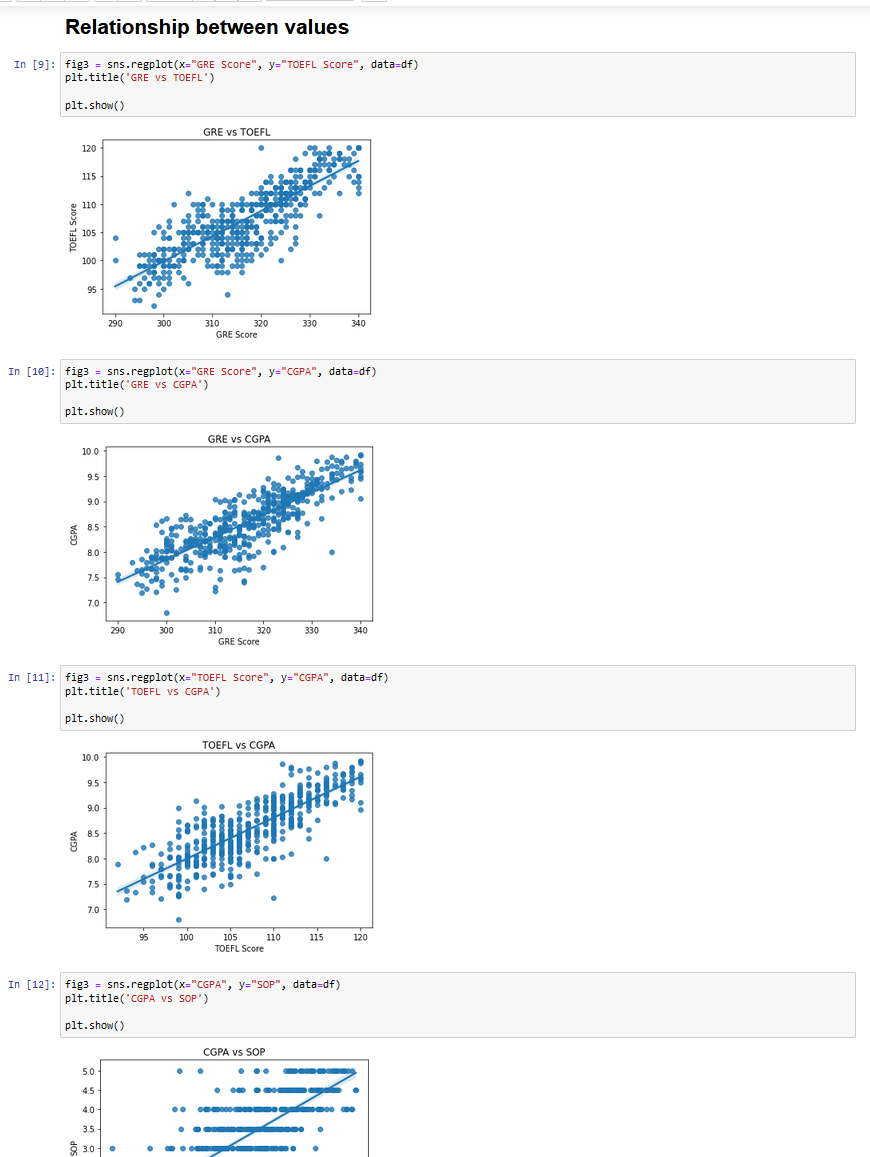 Relationship between values
In [9]: fig3 = sns.regplot(x="GRE Score", y="TOEFL Score", data=df)
plt.title('GRE vs TOEFL')
plt.show()
GRE vs TOEFL
120
115
110
105
100
95
TOEFL Score
290 300 310 320 330 340
GRE Score
In [10]: fig3 = sns.regplot(x="GRE Score", y="CGPA", data=df)
plt.title('GRE vs CGPA')
plt.show()
GRE vs CGPA
10.0
9.5
9.0
8.5
8.0
7.5
7.0
CGPA
290 300 310 320 330 340
GRE Score
In [11]: fig3 = sns.regplot(x="TOEFL Score", y="CGPA", data=df)
plt.title('TOEFL vs CGPA')
plt.show()
TOEFL vs CGPA
10.0
9.5
9.0
8.5
8.0
7.5
7.0
CGPA
95 100 105 110 115 120
TOEFL Score
In [12]: fig3 = sns.regplot(x="CGPA", y="SOP", data=df)
plt.title('CGPA vs SOP')
plt.show()
CGPA vs SOP
5.0
4.5
4.0
3.5
3.0
SOP